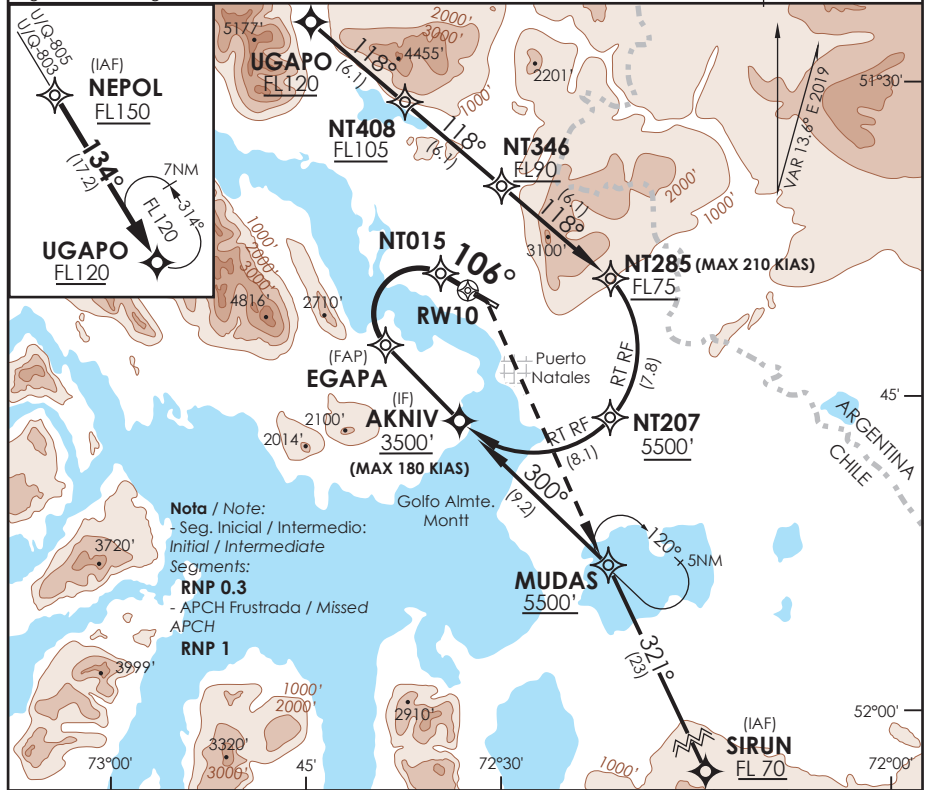 U/Q-805
U/Q-803
(IAF)
NEPOL
FL150
134°
(17.2)
7NM
FL120
314°
UGAPO
FL120
5177'
2000'
3000'
4455'
1000'
2201'
UGAPO
FL120
118°
(6.1)
NT408
FL105
118°
(6.1)
NT346
FL90
(6.1)
118°
2000'
1000'
3100'
VAR 13.6° E 2019
51°30'
NT285 (MAX 210 KIAS)
FL75
1000'
2000'
3000'
4816'
2710'
NT015
106°
RW10
(FAP)
EGAPA
Puerto
Natales
RT RF
(7.8)
45'
(IF)
AKNIV
3500'
(MAX 180 KIAS)
2100'
2014'
RT RF
(8.1)
NT207
5500'
ARGENTINA
CHILE
300°
(9.2)
Golfo Almte.
Montt
Nota / Note:
- Seg. Inicial / Intermedio:
Initial / Intermediate
Segments:
RNP 0.3
- APCH Frustrada / Missed
APCH
RNP 1
3720'
120°
5NM
MUDAS
5500'
321°
(23)
3999'
1000'
2000'
3320'
3000'
2910'
1000'
(IAF)
SIRUN
FL 70
52°00'
73°00'
45'
72°30'
72°00'